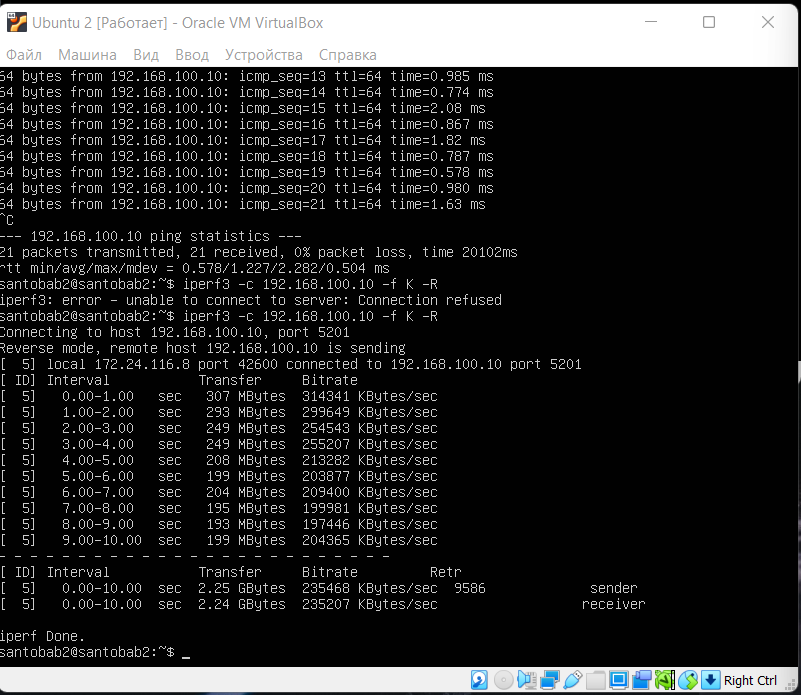 Ubuntu 2 [Работает] - Oracle VM VirtualBox
Файл Машина Вид Ввод Устройства Справка
64 bytes from 192.168.100.10: icmp_seq=13 ttl=64 time=0.985 ms
64 bytes from 192.168.100.10: icmp_seq=14 ttl=64 time=0.774 ms
64 bytes from 192.168.100.10: icmp_seq=15 ttl=64 time=2.08 ms
64 bytes from 192.168.100.10: icmp_seq=16 ttl=64 time=0.867 ms
64 bytes from 192.168.100.10: icmp_seq=17 ttl=64 time=1.82 ms
64 bytes from 192.168.100.10: icmp_seq=18 ttl=64 time=0.787 ms
64 bytes from 192.168.100.10: icmp_seq=19 ttl=64 time=0.578 ms
64 bytes from 192.168.100.10: icmp_seq=20 ttl=64 time=0.980 ms
64 bytes from 192.168.100.10: icmp_seq=21 ttl=64 time=1.63 ms
^C
--- 192.168.100.10 ping statistics ---
21 packets transmitted, 21 received, 0% packet loss, time 20102ms
rtt min/avg/max/mdev = 0.578/1.227/2.282/0.504 ms
santobab2@santobab2:~$ iperf3 -c 192.168.100.10 -f K -R
iperf3: error - unable to connect to server: Connection refused
santobab2@santobab2:~$ iperf3 -c 192.168.100.10 -f K -R
Connecting to host 192.168.100.10, port 5201
Reverse mode, remote host 192.168.100.10 is sending
[  5] local 172.24.116.8 port 42600 connected to 192.168.100.10 port 5201
[ ID] Interval           Transfer     Bitrate
[  5]   0.00-1.00   sec   307 MBytes  314341 KBytes/sec
[  5]   1.00-2.00   sec   293 MBytes  299649 KBytes/sec
[  5]   2.00-3.00   sec   249 MBytes  254543 KBytes/sec
[  5]   3.00-4.00   sec   249 MBytes  255207 KBytes/sec
[  5]   4.00-5.00   sec   208 MBytes  213282 KBytes/sec
[  5]   5.00-6.00   sec   199 MBytes  203877 KBytes/sec
[  5]   6.00-7.00   sec   204 MBytes  209400 KBytes/sec
[  5]   7.00-8.00   sec   195 MBytes  199981 KBytes/sec
[  5]   8.00-9.00   sec   193 MBytes  197446 KBytes/sec
[  5]   9.00-10.00  sec   199 MBytes  204365 KBytes/sec
- - - - - - - - - - - - - - - - - - - - - - - - -
[ ID] Interval           Transfer     Bitrate         Retr
[  5]   0.00-10.00  sec  2.25 GBytes  235468 KBytes/sec  9586             sender
[  5]   0.00-10.00  sec  2.24 GBytes  235207 KBytes/sec                  receiver
iperf Done.
santobab2@santobab2:~$ _
Right Ctrl